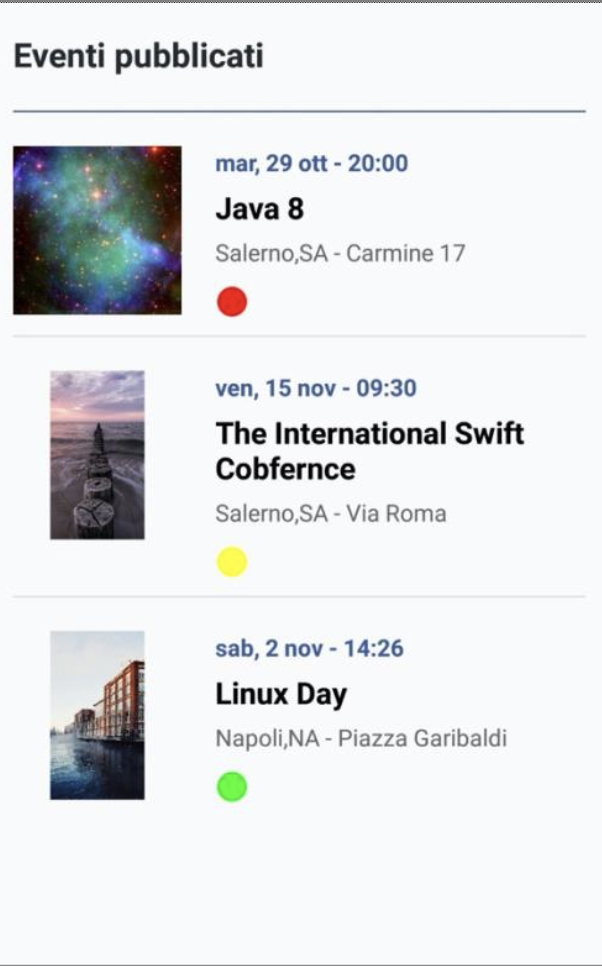 Eventi pubblicati
mar, 29 ott - 20:00
Java 8
Salerno,SA - Carmine 17
ven, 15 nov - 09:30
The International Swift
Cobfernce
Salerno,SA - Via Roma
sab, 2 nov - 14:26
Linux Day
Napoli,NA - Piazza Garibaldi